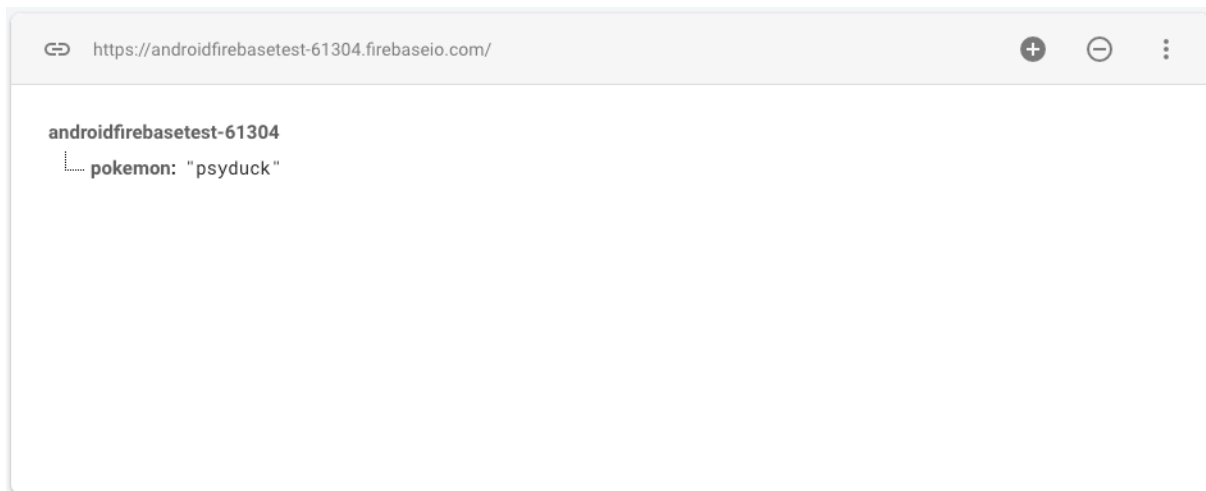 https://androidfirebasetest-61304.firebaseio.com/
androidfirebasetest-61304
pokemon: "psyduck"